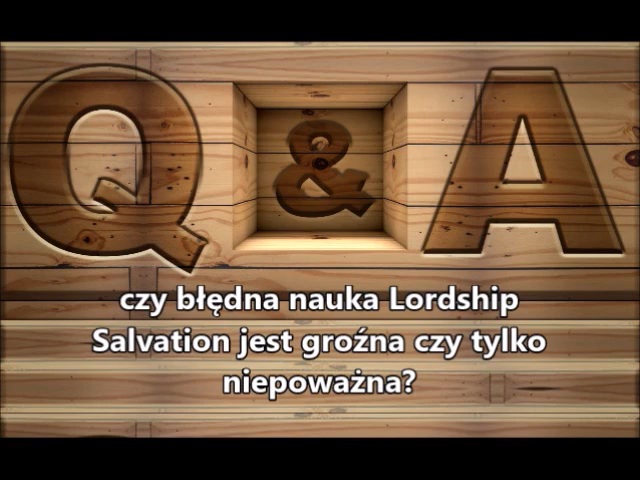 Q & A
czy błędna nauka Lordship
Salvation jest groźna czy tylko
niepoważna?